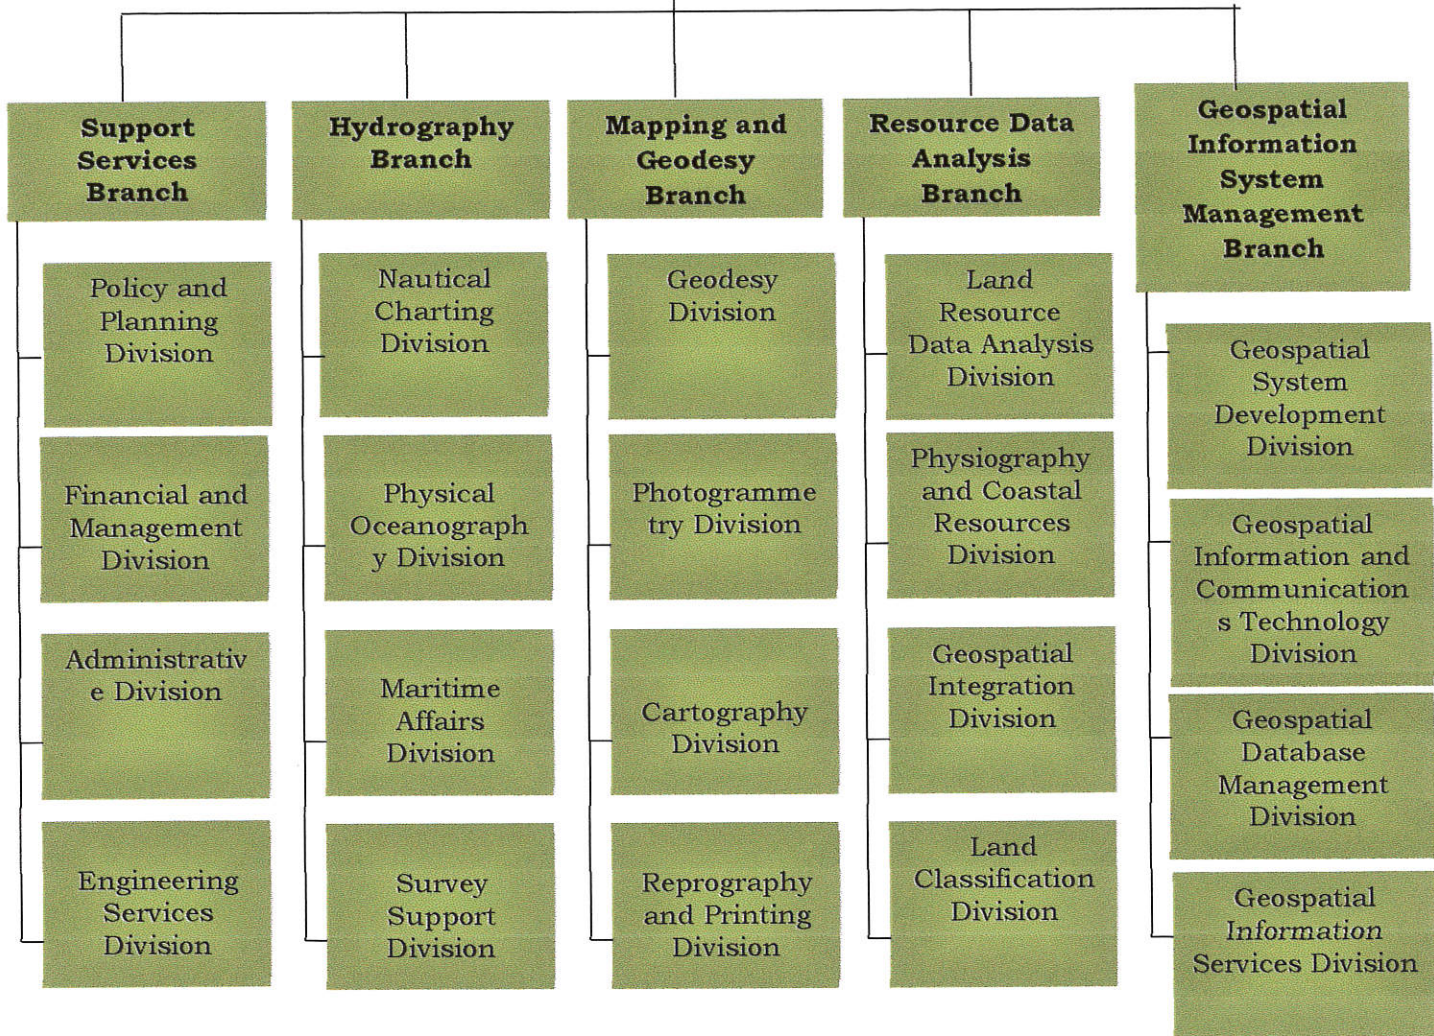 Support
Services
Branch
Policy and
Planning
Division
Financial and
Management
Division
Administrativ
e Division
Engineering
Services
Division
Hydrography
Branch
Nautical
Charting
Division
Physical
Oceanograph
y Division
Maritime
Affairs
Division
Survey
Support
Division
Mapping and
Geodesy
Branch
Geodesy
Division
Photogramme
try Division
Cartography
Division
Reprography
and Printing
Division
Resource Data
Analysis
Branch
Land
Resource
Data Analysis
Division
Physiography
and Coastal
Resources
Division
Geospatial
Integration
Division
Land
Classification
Division
Geospatial
Information
System
Management
Branch
Geospatial
System
Development
Division
Geospatial
Information and
Communication
s Technology
Division
Geospatial
Database
Management
Division
Geospatial
Information
Services Division